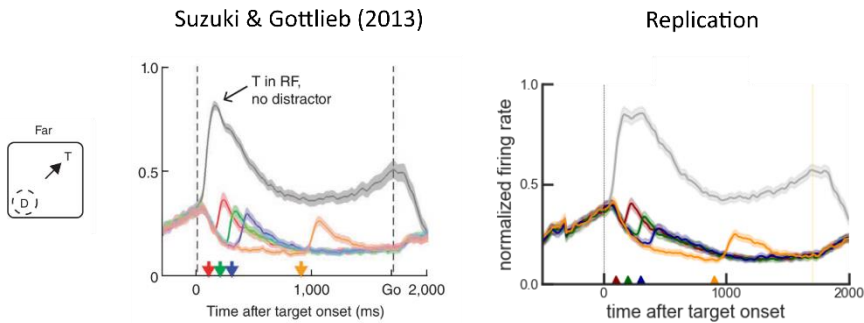 Suzuki & Gottlieb (2013)
Replication
Far
T
D
1.0
0.5
0
T in RF,
no distractor
0
1,000
Go
2,000
Time after target onset (ms)
normalized firing rate
1.0
0.5
0.0
0
1000
2000
time after target onset